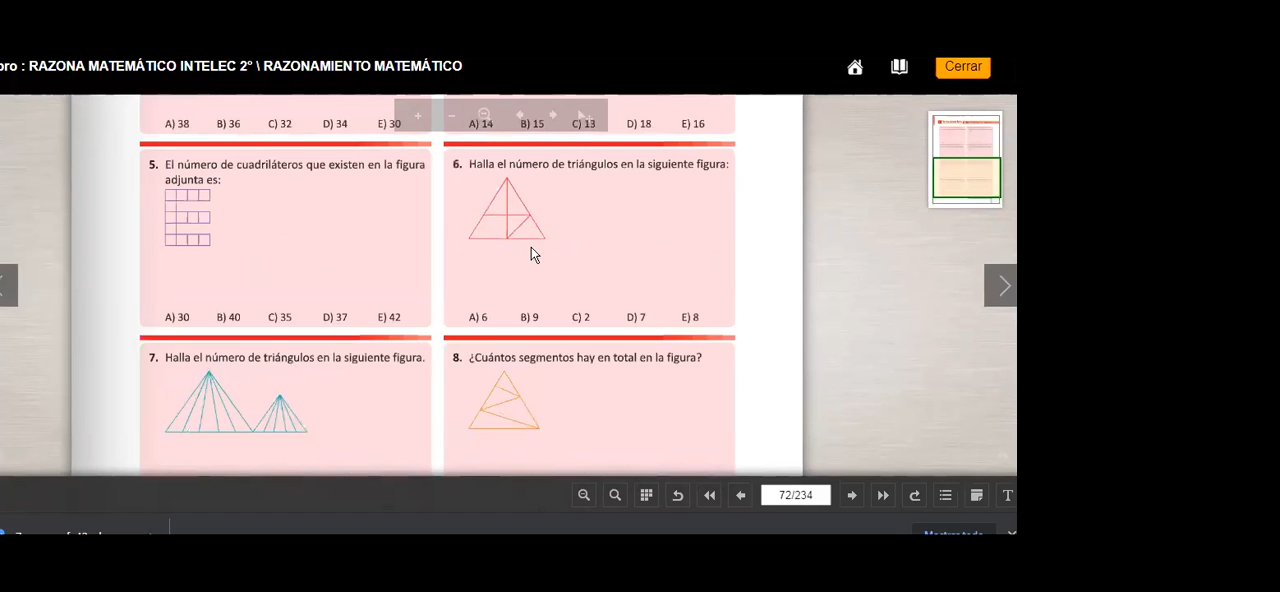 bro : RAZONA MATEMÁTICO INTELEC 2° \ RAZONAMIENTO MATEMÁTICO
Cerrar
A) 38 B) 36 C) 32 D) 34 E) 30
A) 14 B) 15 C) 13 D) 18 E) 16
5. El número de cuadriláteros que existen en la figura
adjunta es:
A) 30 B) 40 C) 35 D) 37 E) 42
6. Halla el número de triángulos en la siguiente figura:
A) 6 B) 9 C) 2 D) 7 E) 8
7. Halla el número de triángulos en la siguiente figura.
8. ¿Cuántos segmentos hay en total en la figura?
72/234
T